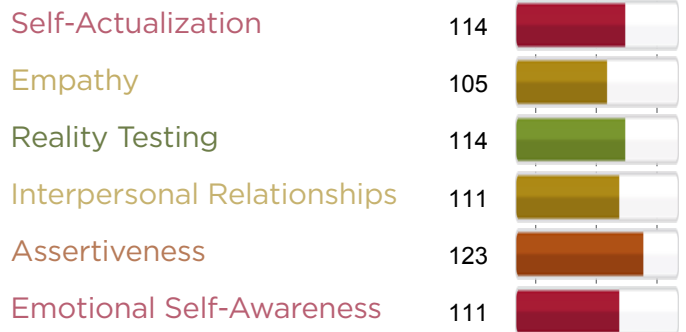 Self-Actualization 114
Empathy 105
Reality Testing 114
Interpersonal Relationships 111
Assertiveness 123
Emotional Self-Awareness 111